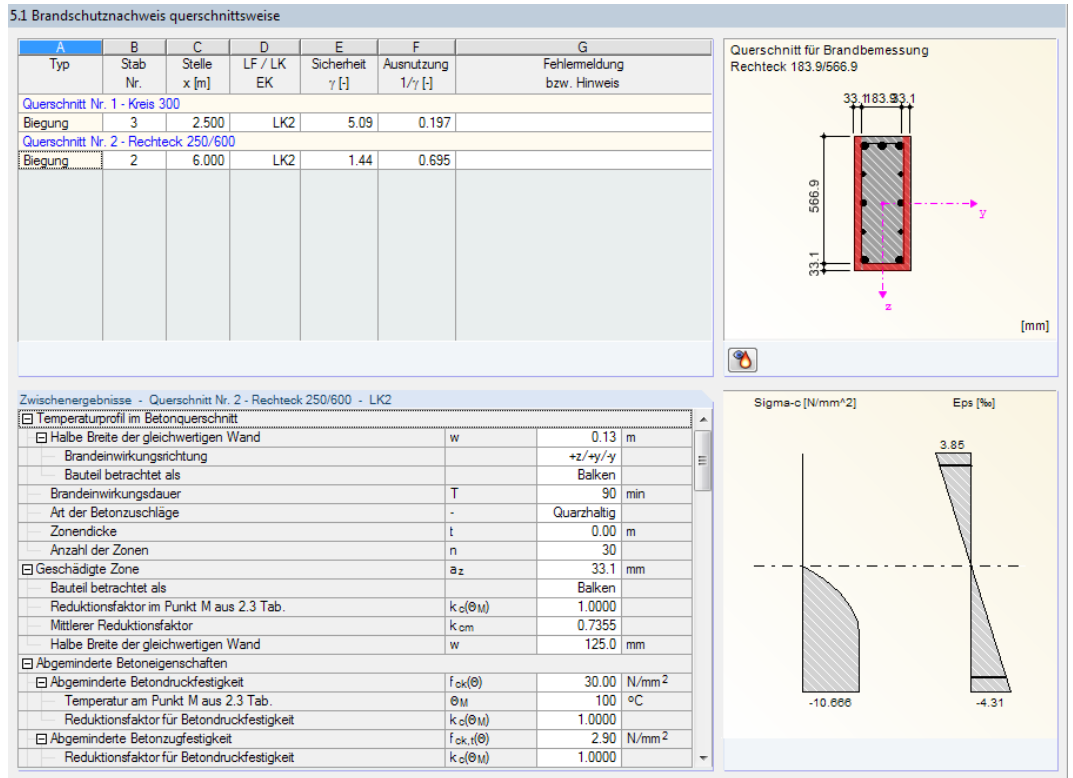 5.1 Brandschutznachweis querschnittsweise
A B C D E F G
Typ Stab Stelle LF / LK Sicherheit Ausnutzung Fehlermeldung
Nr. x [m] EK γ [-] 1/γ [-] bzw. Hinweis
Querschnitt Nr. 1 - Kreis 300
Biegung 3 2.500 LK2 5.09 0.197
Querschnitt Nr. 2 - Rechteck 250/600
Biegung 2 6.000 LK2 1.44 0.695
Querschnitt für Brandbemessung
Rechteck 183.9/566.9
33.1 183.9 33.1
566.9
33.1
y
z
[mm]
Zwischenergebnisse - Querschnitt Nr. 2 - Rechteck 250/600 - LK2
Temperaturprofil im Betonquerschnitt
Halbe Breite der gleichwertigen Wand w 0.13 m
Brandeinwirkungsrichtung +z/+y/-y
Bauteil betrachtet als Balken
Brandeinwirkungsdauer T 90 min
Art der Betonzuschläge - Quarzhaltig
Zonendicke t 0.00 m
Anzahl der Zonen n 30
Geschädigte Zone az 33.1 mm
Bauteil betrachtet als Balken
Reduktionsfaktor im Punkt M aus 2.3 Tab. kc(ΘM) 1.0000
Mittlerer Reduktionsfaktor kcm 0.7355
Halbe Breite der gleichwertigen Wand w 125.0 mm
Abgeminderte Betoneigenschaften
Abgeminderte Betondruckfestigkeit fck(Θ) 30.00 N/mm²
Temperatur am Punkt M aus 2.3 Tab. ΘM 100 °C
Reduktionsfaktor für Betondruckfestigkeit kc(ΘM) 1.0000
Abgeminderte Betonzugfestigkeit fck,t(Θ) 2.90 N/mm²
Reduktionsfaktor für Betondruckfestigkeit kc(ΘM) 1.0000
Sigma-c [N/mm^2] Eps [‰]
3.85
-10.666 -4.31